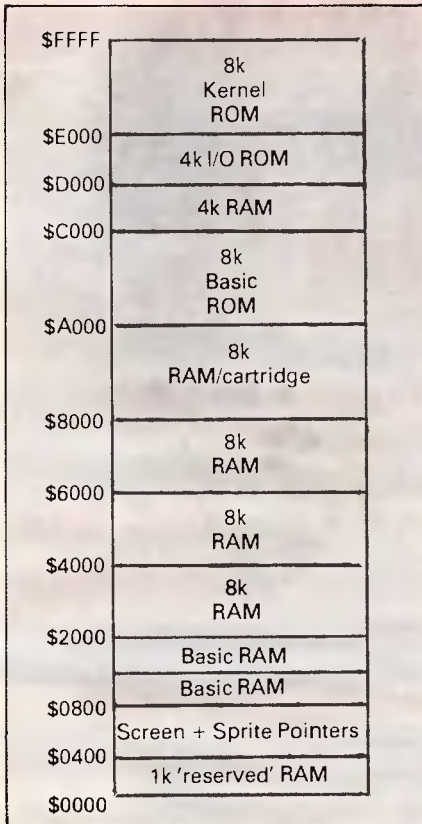 $FFFF
8k
Kernel
ROM
$E000
4k I/O ROM
$D000
4k RAM
$C000
8k
Basic
ROM
$A000
8k
RAM/cartridge
$8000
8k
RAM
$6000
8k
RAM
$4000
8k
RAM
$2000
Basic RAM
Basic RAM
$0800
Screen + Sprite Pointers
$0400
1k 'reserved' RAM
$0000